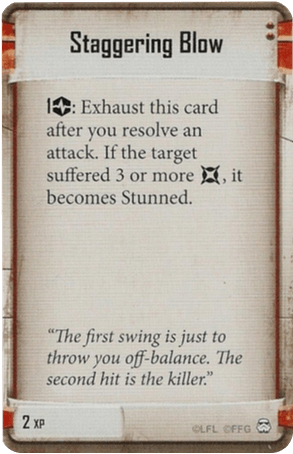 Staggering Blow
1: Exhaust this card
after you resolve an
attack. If the target
suffered 3 or more , it
becomes Stunned.
“The first swing is just to
throw you off-balance. The
second hit is the killer.”
2 XP
©LFL ©FFG